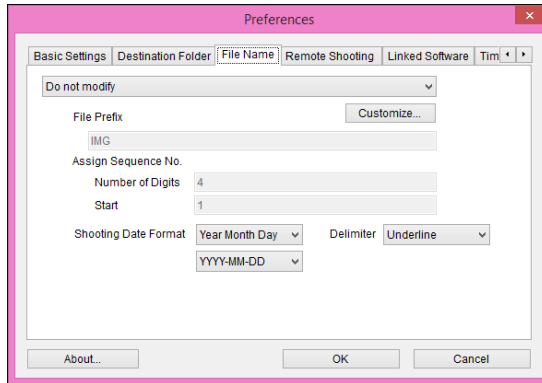 Preferences
Basic Settings Destination Folder File Name Remote Shooting Linked Software Tim
Do not modify
File Prefix Customize...
IMG
Assign Sequence No.
Number of Digits 4
Start 1
Shooting Date Format Year Month Day Delimiter Underline
YYYY-MM-DD
About... OK Cancel